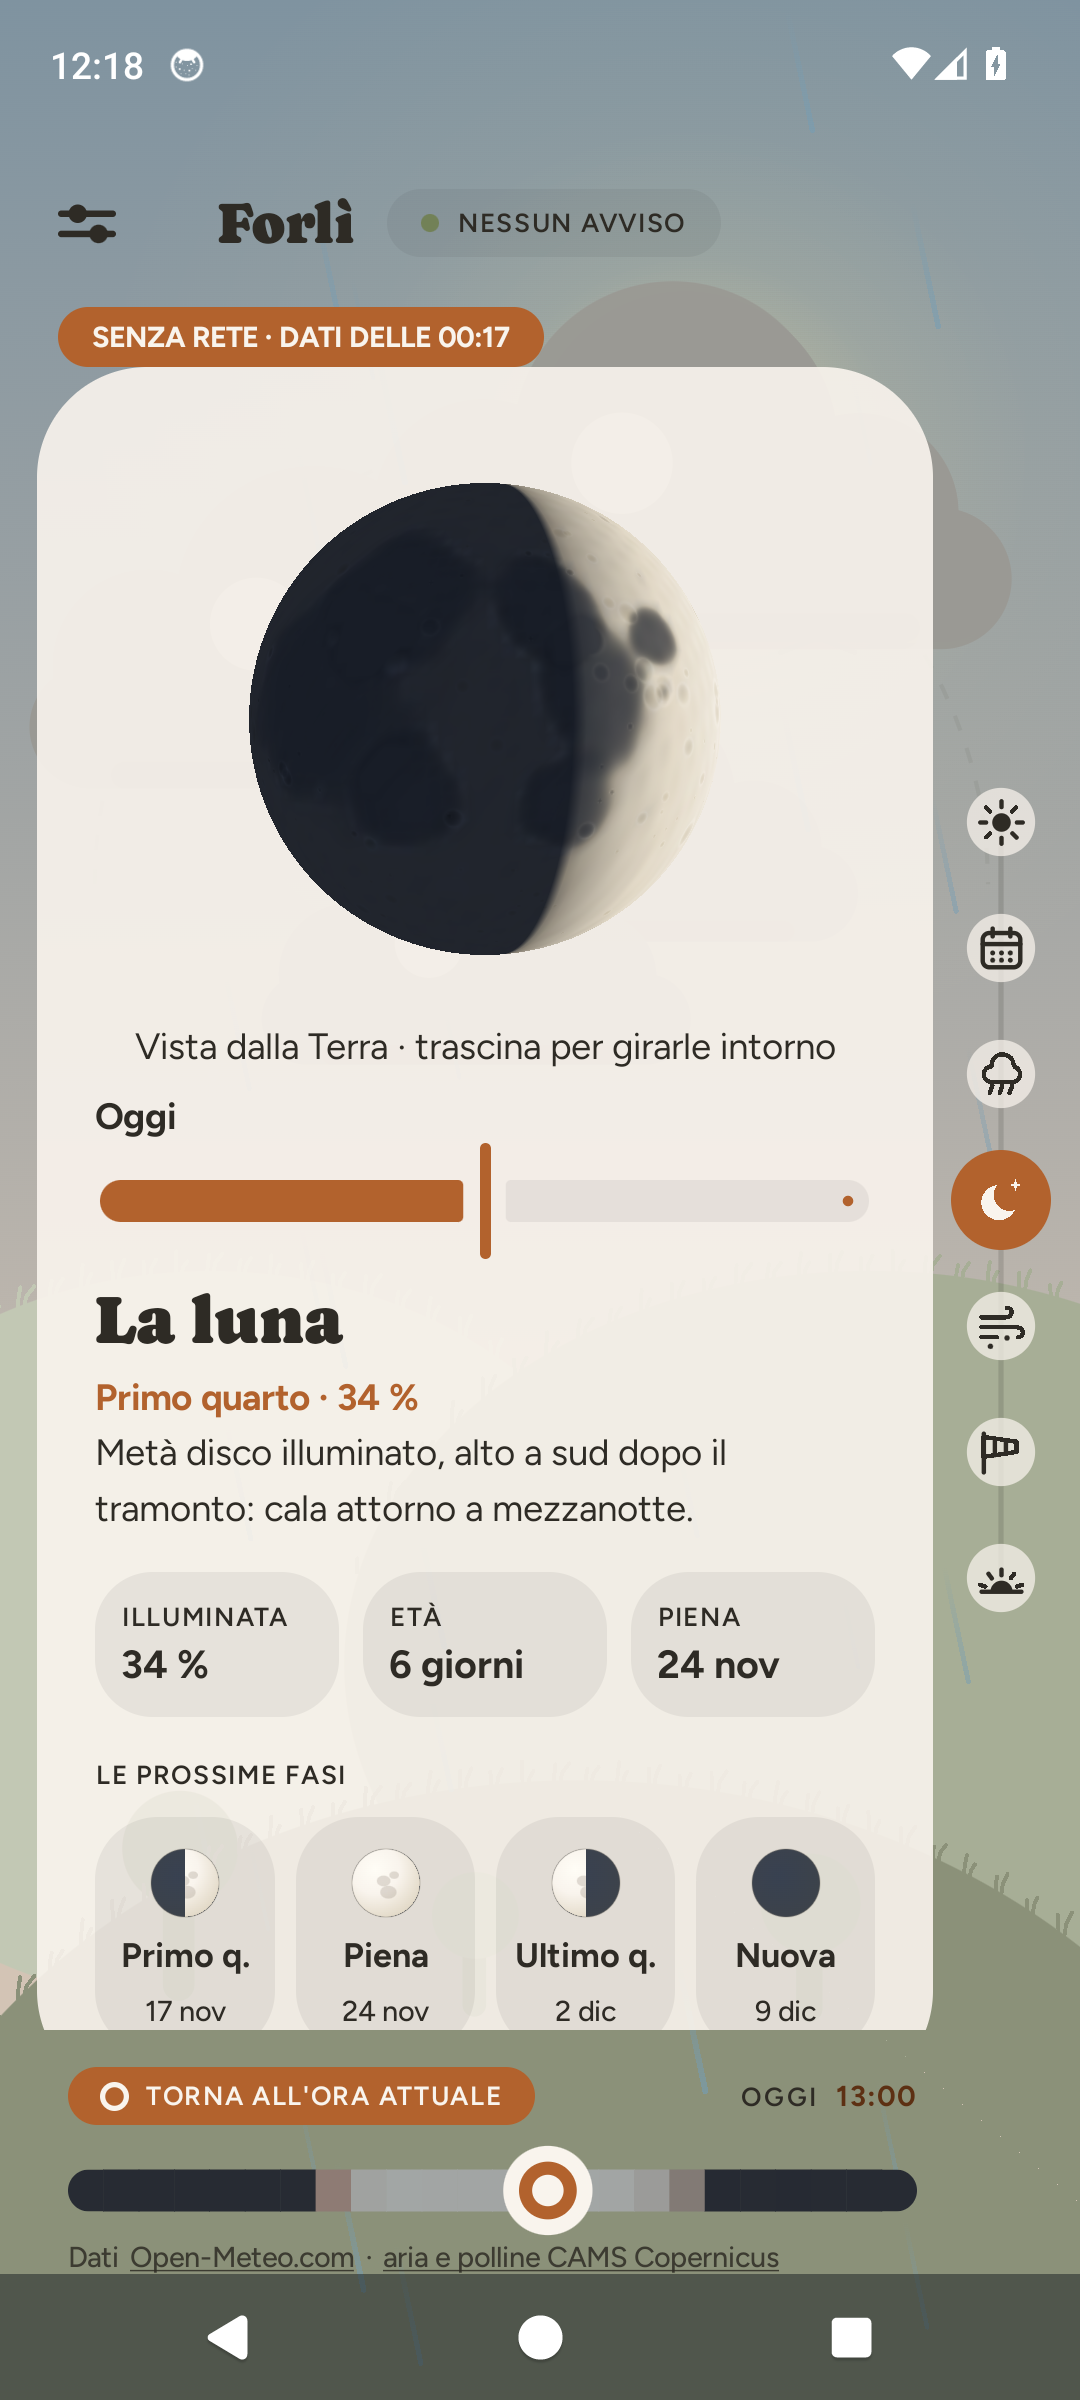 12:18
Forlì
NESSUN AVVISO
SENZA RETE · DATI DELLE 00:17
Vista dalla Terra · trascina per girarle intorno
Oggi
La luna
Primo quarto · 34 %
Metà disco illuminato, alto a sud dopo il
tramonto: cala attorno a mezzanotte.
ILLUMINATA
34 %
ETÀ
6 giorni
PIENA
24 nov
LE PROSSIME FASI
Primo q.
17 nov
Piena
24 nov
Ultimo q.
2 dic
Nuova
9 dic
TORNA ALL'ORA ATTUALE
OGGI 13:00
Dati Open-Meteo.com · aria e polline CAMS Copernicus